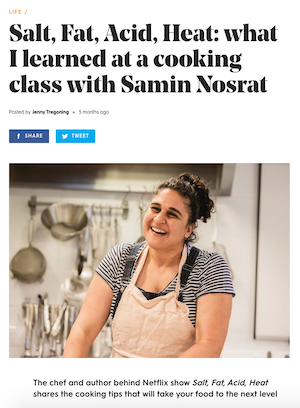 LIFE /
Salt, Fat, Acid, Heat: what
I learned at a cooking
class with Samin Nosrat
Posted by Jenny Tregoning • 5 months ago
f SHARE
TWEET
The chef and author behind Netflix show Salt, Fat, Acid, Heat
shares the cooking tips that will take your food to the next level